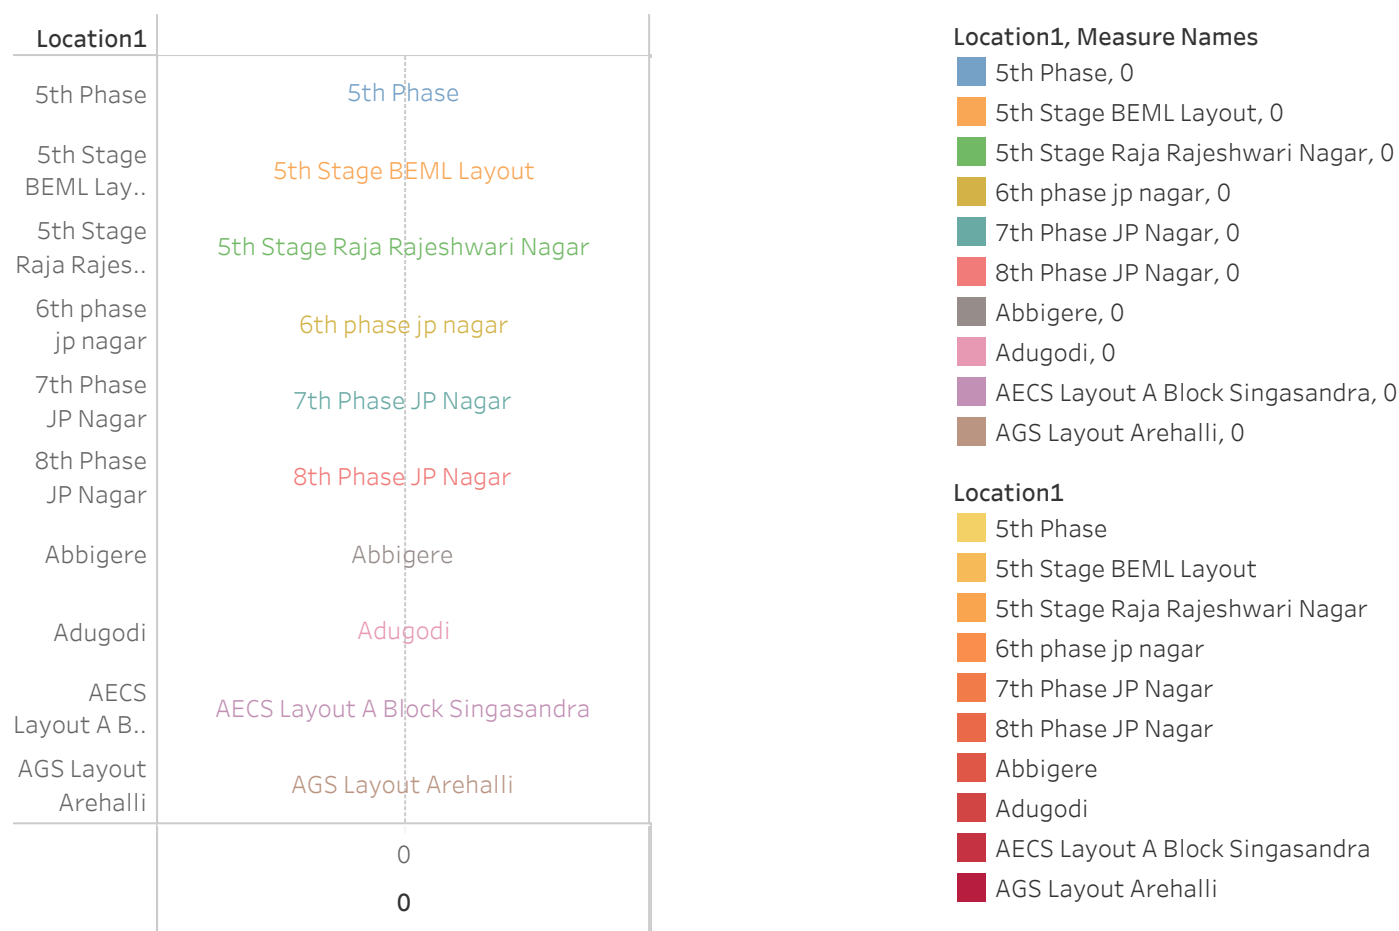 Location1
5th Phase
5th Phase
5th Stage
BEML Lay..
5th Stage BEML Layout
5th Stage
Raja Rajes..
5th Stage Raja Rajeshwari Nagar
6th phase
jp nagar
6th phase jp nagar
7th Phase
JP Nagar
7th Phase JP Nagar
8th Phase
JP Nagar
8th Phase JP Nagar
Abbigere
Abbigere
Adugodi
Adugodi
AECS
Layout A B..
AECS Layout A Block Singasandra
AGS Layout
Arehalli
AGS Layout Arehalli
0
0
Location1, Measure Names
5th Phase, 0
5th Stage BEML Layout, 0
5th Stage Raja Rajeshwari Nagar, 0
6th phase jp nagar, 0
7th Phase JP Nagar, 0
8th Phase JP Nagar, 0
Abbigere, 0
Adugodi, 0
AECS Layout A Block Singasandra, 0
AGS Layout Arehalli, 0
Location1
5th Phase
5th Stage BEML Layout
5th Stage Raja Rajeshwari Nagar
6th phase jp nagar
7th Phase JP Nagar
8th Phase JP Nagar
Abbigere
Adugodi
AECS Layout A Block Singasandra
AGS Layout Arehalli